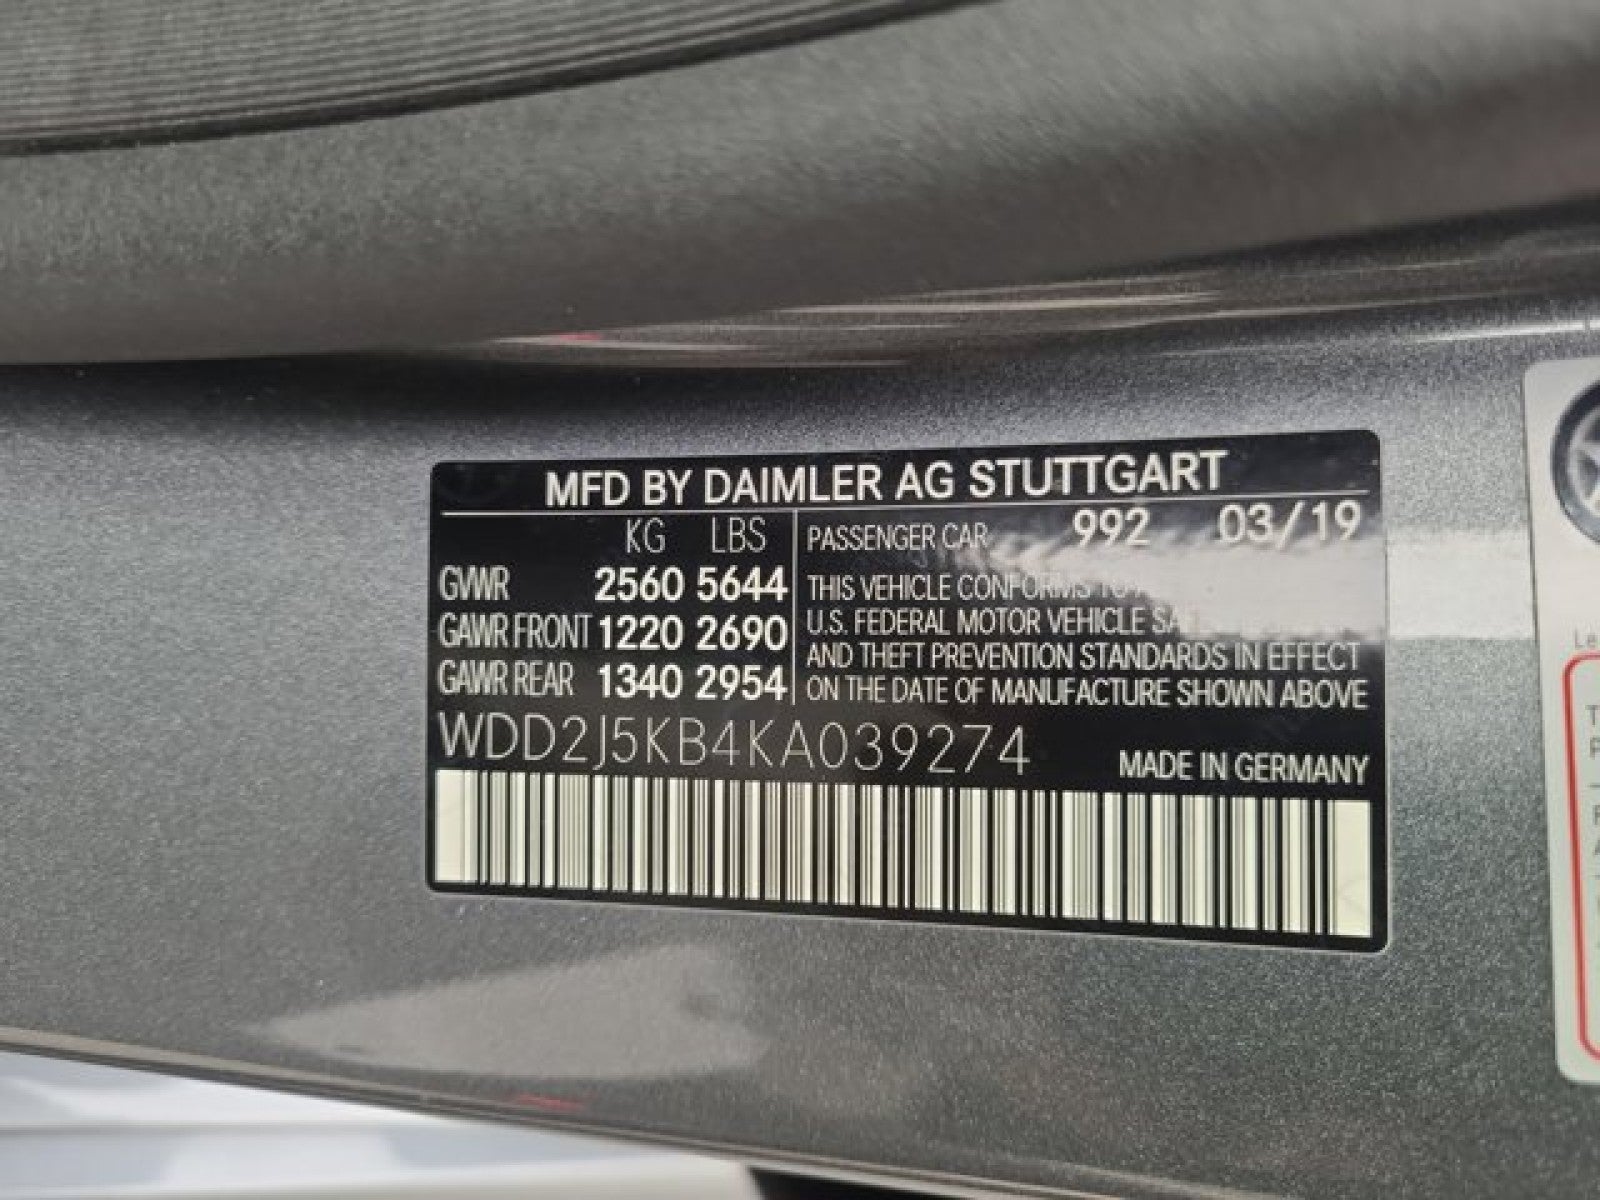 MFD BY DAIMLER AG STUTTGART
KG LBS
GVWR 2560 5644
GAWR FRONT 1220 2690
GAWR REAR 1340 2954
PASSENGER CAR 992 03/19
THIS VEHICLE CONFORMS TO
U.S. FEDERAL MOTOR VEHICLE
AND THEFT PREVENTION STANDARDS IN EFFECT
ON THE DATE OF MANUFACTURE SHOWN ABOVE
WDD2J5KB4KA039274
MADE IN GERMANY